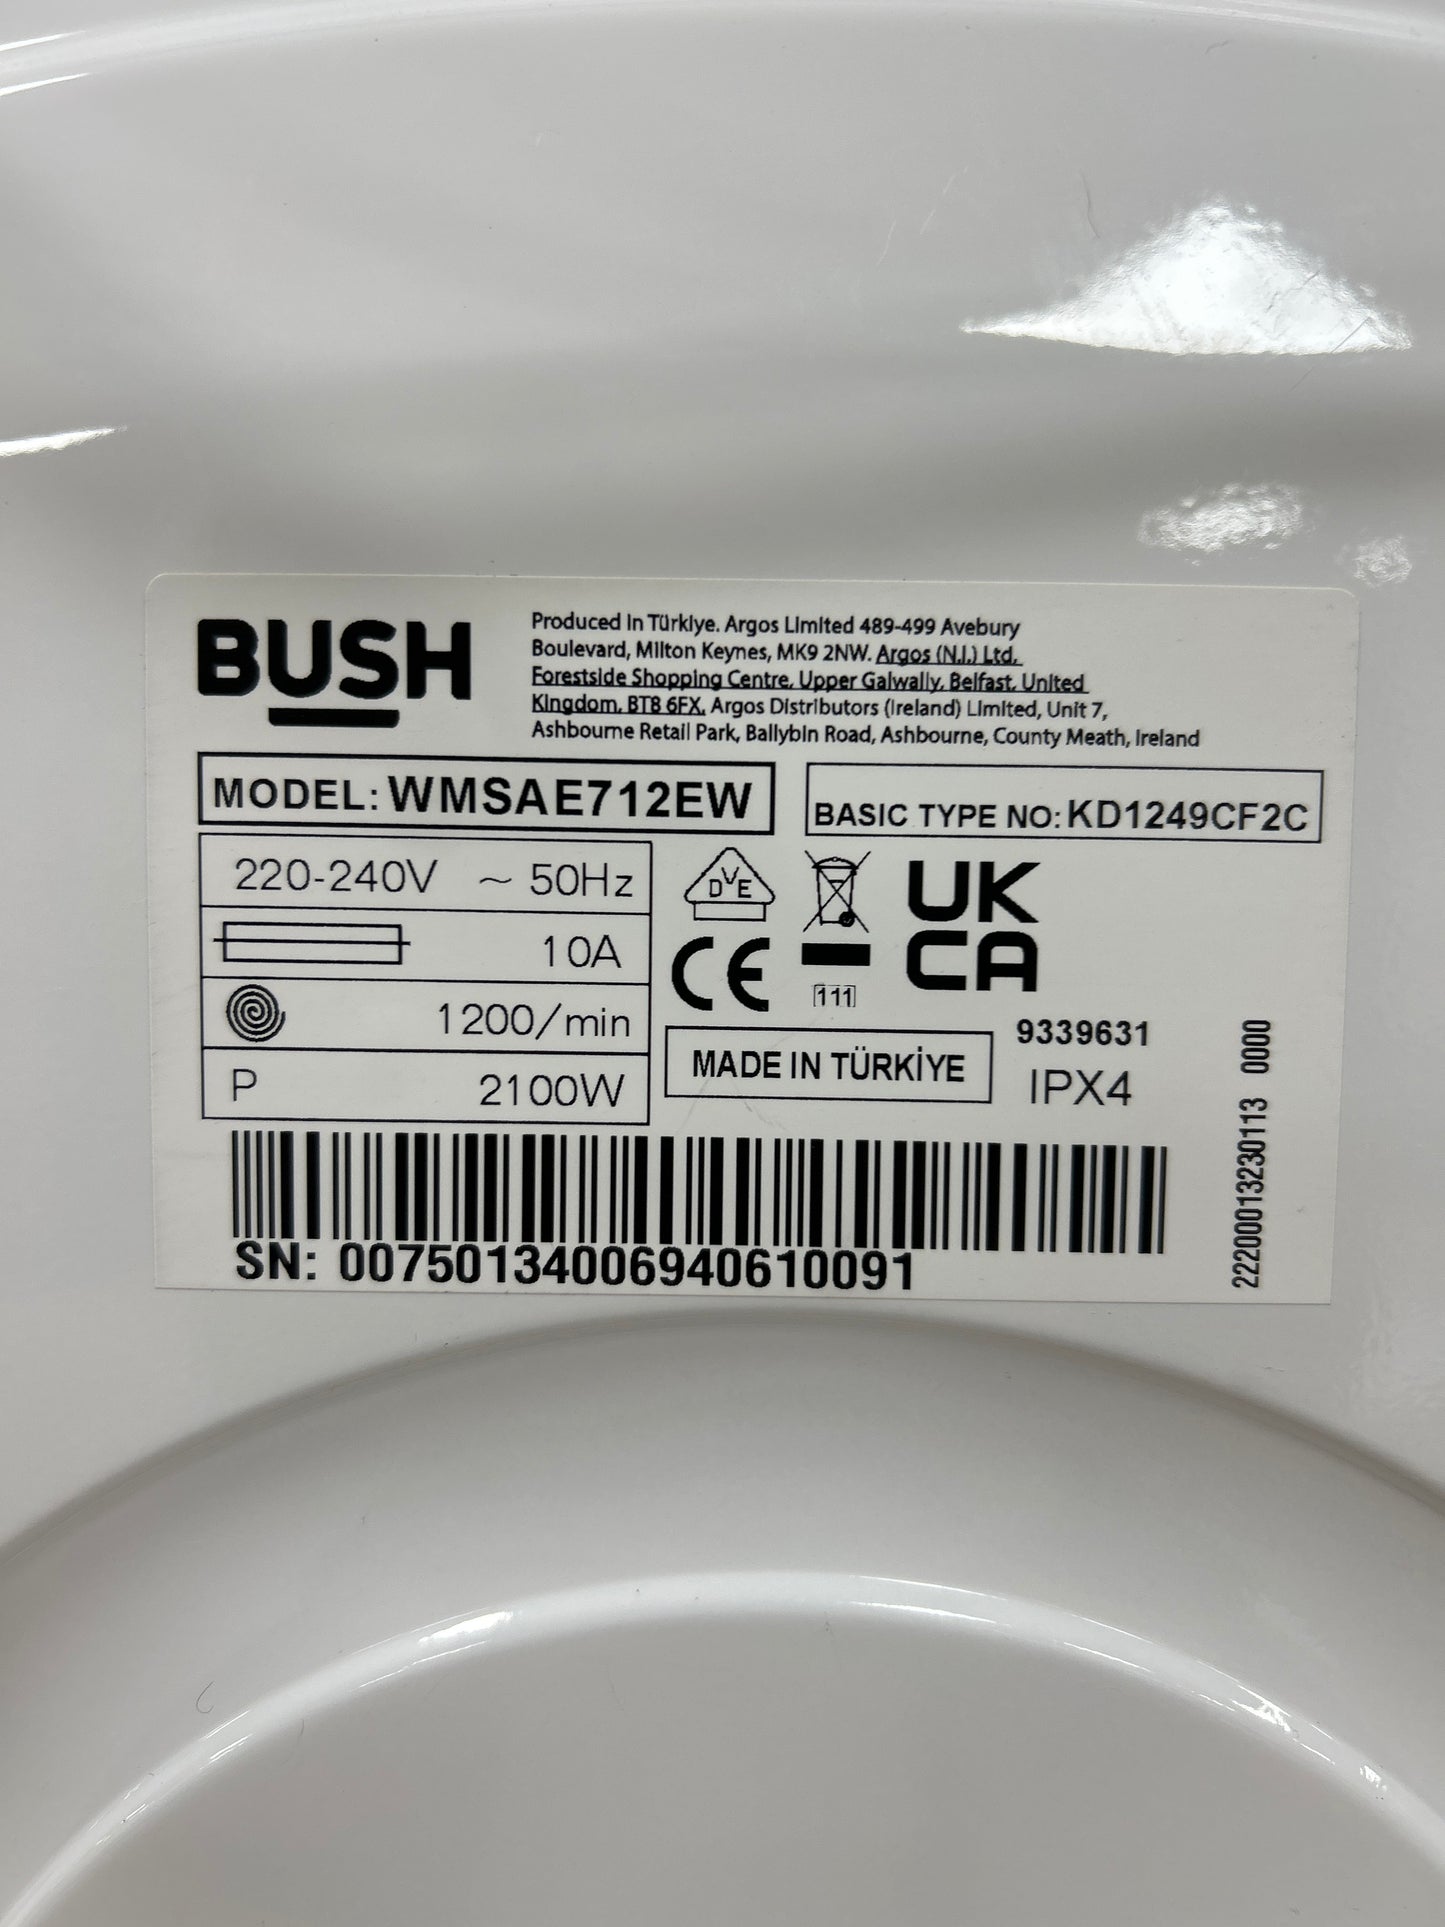 BUSH
Produced in Türkiye. Argos Limited 489-499 Avebury
Boulevard, Milton Keynes, MK9 2NW. Argos (N.I.) Ltd,
Forestside Shopping Centre, Upper Galwally, Belfast, United
Kingdom, BT8 6FX, Argos Distributors (Ireland) Limited, Unit 7,
Ashbourne Retail Park, Ballybin Road, Ashbourne, County Meath, Ireland
MODEL: WMSAE712EW
BASIC TYPE NO: KD1249CF2C
220-240V ~ 50Hz
10A
1200/min
P 2100W
DVE
CE
111
UK
CA
MADE IN TÜRKİYE
9339631
IPX4
SN: 00750134006940610091
22200013230113 0000